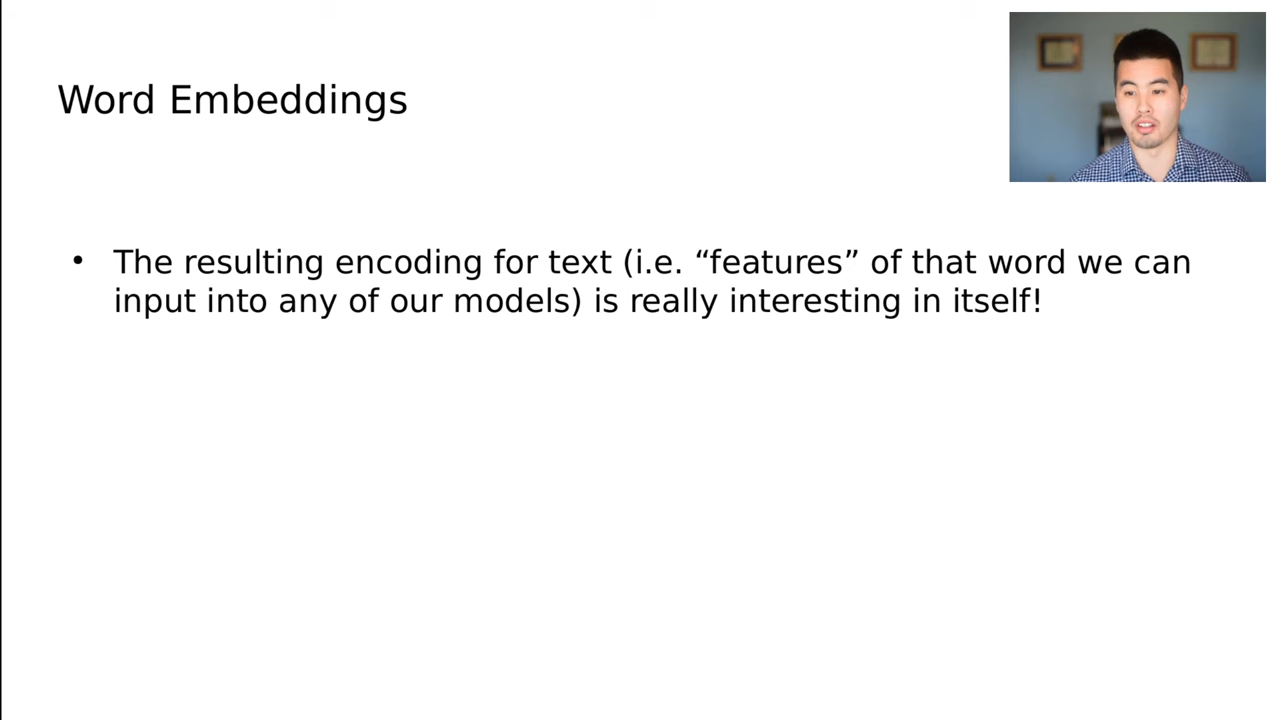 Word Embeddings
• The resulting encoding for text (i.e. “features” of that word we can
input into any of our models) is really interesting in itself!